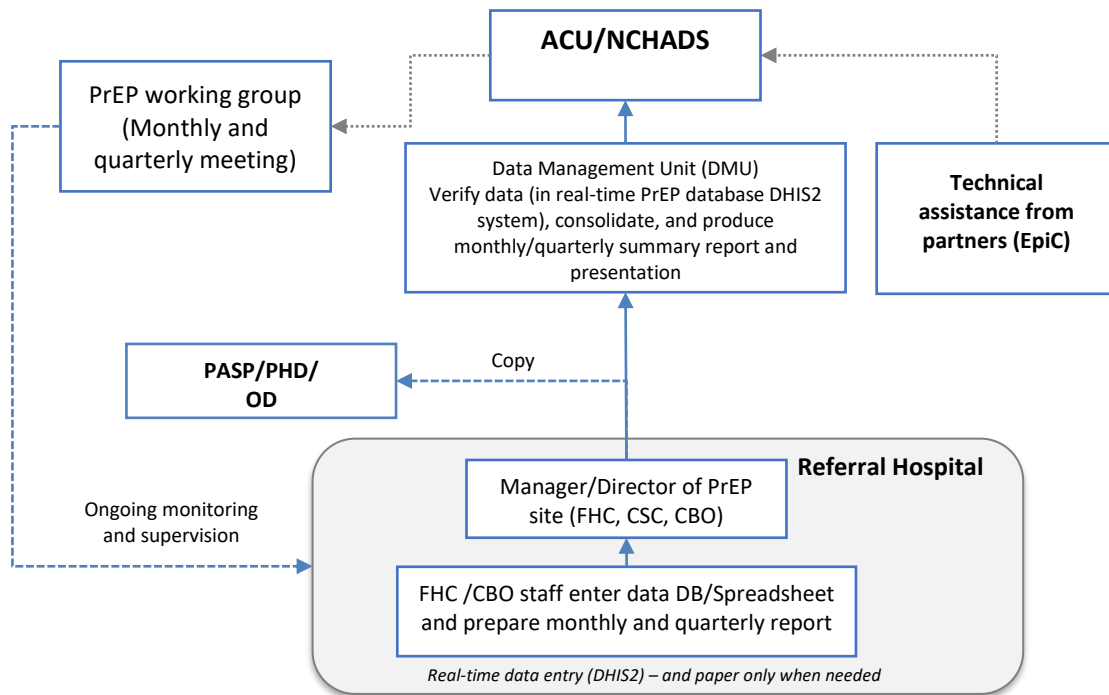 ACU/NCHADS
PrEP working group
(Monthly and
quarterly meeting)
Data Management Unit (DMU)
Verify data (in real-time PrEP database DHIS2
system), consolidate, and produce
monthly/quarterly summary report and
presentation
Technical
assistance from
partners (EpiC)
PASP/PHD/
OD
Copy
Referral Hospital
Manager/Director of PrEP
site (FHC, CSC, CBO)
Ongoing monitoring
and supervision
FHC /CBO staff enter data DB/Spreadsheet
and prepare monthly and quarterly report
Real-time data entry (DHIS2) – and paper only when needed